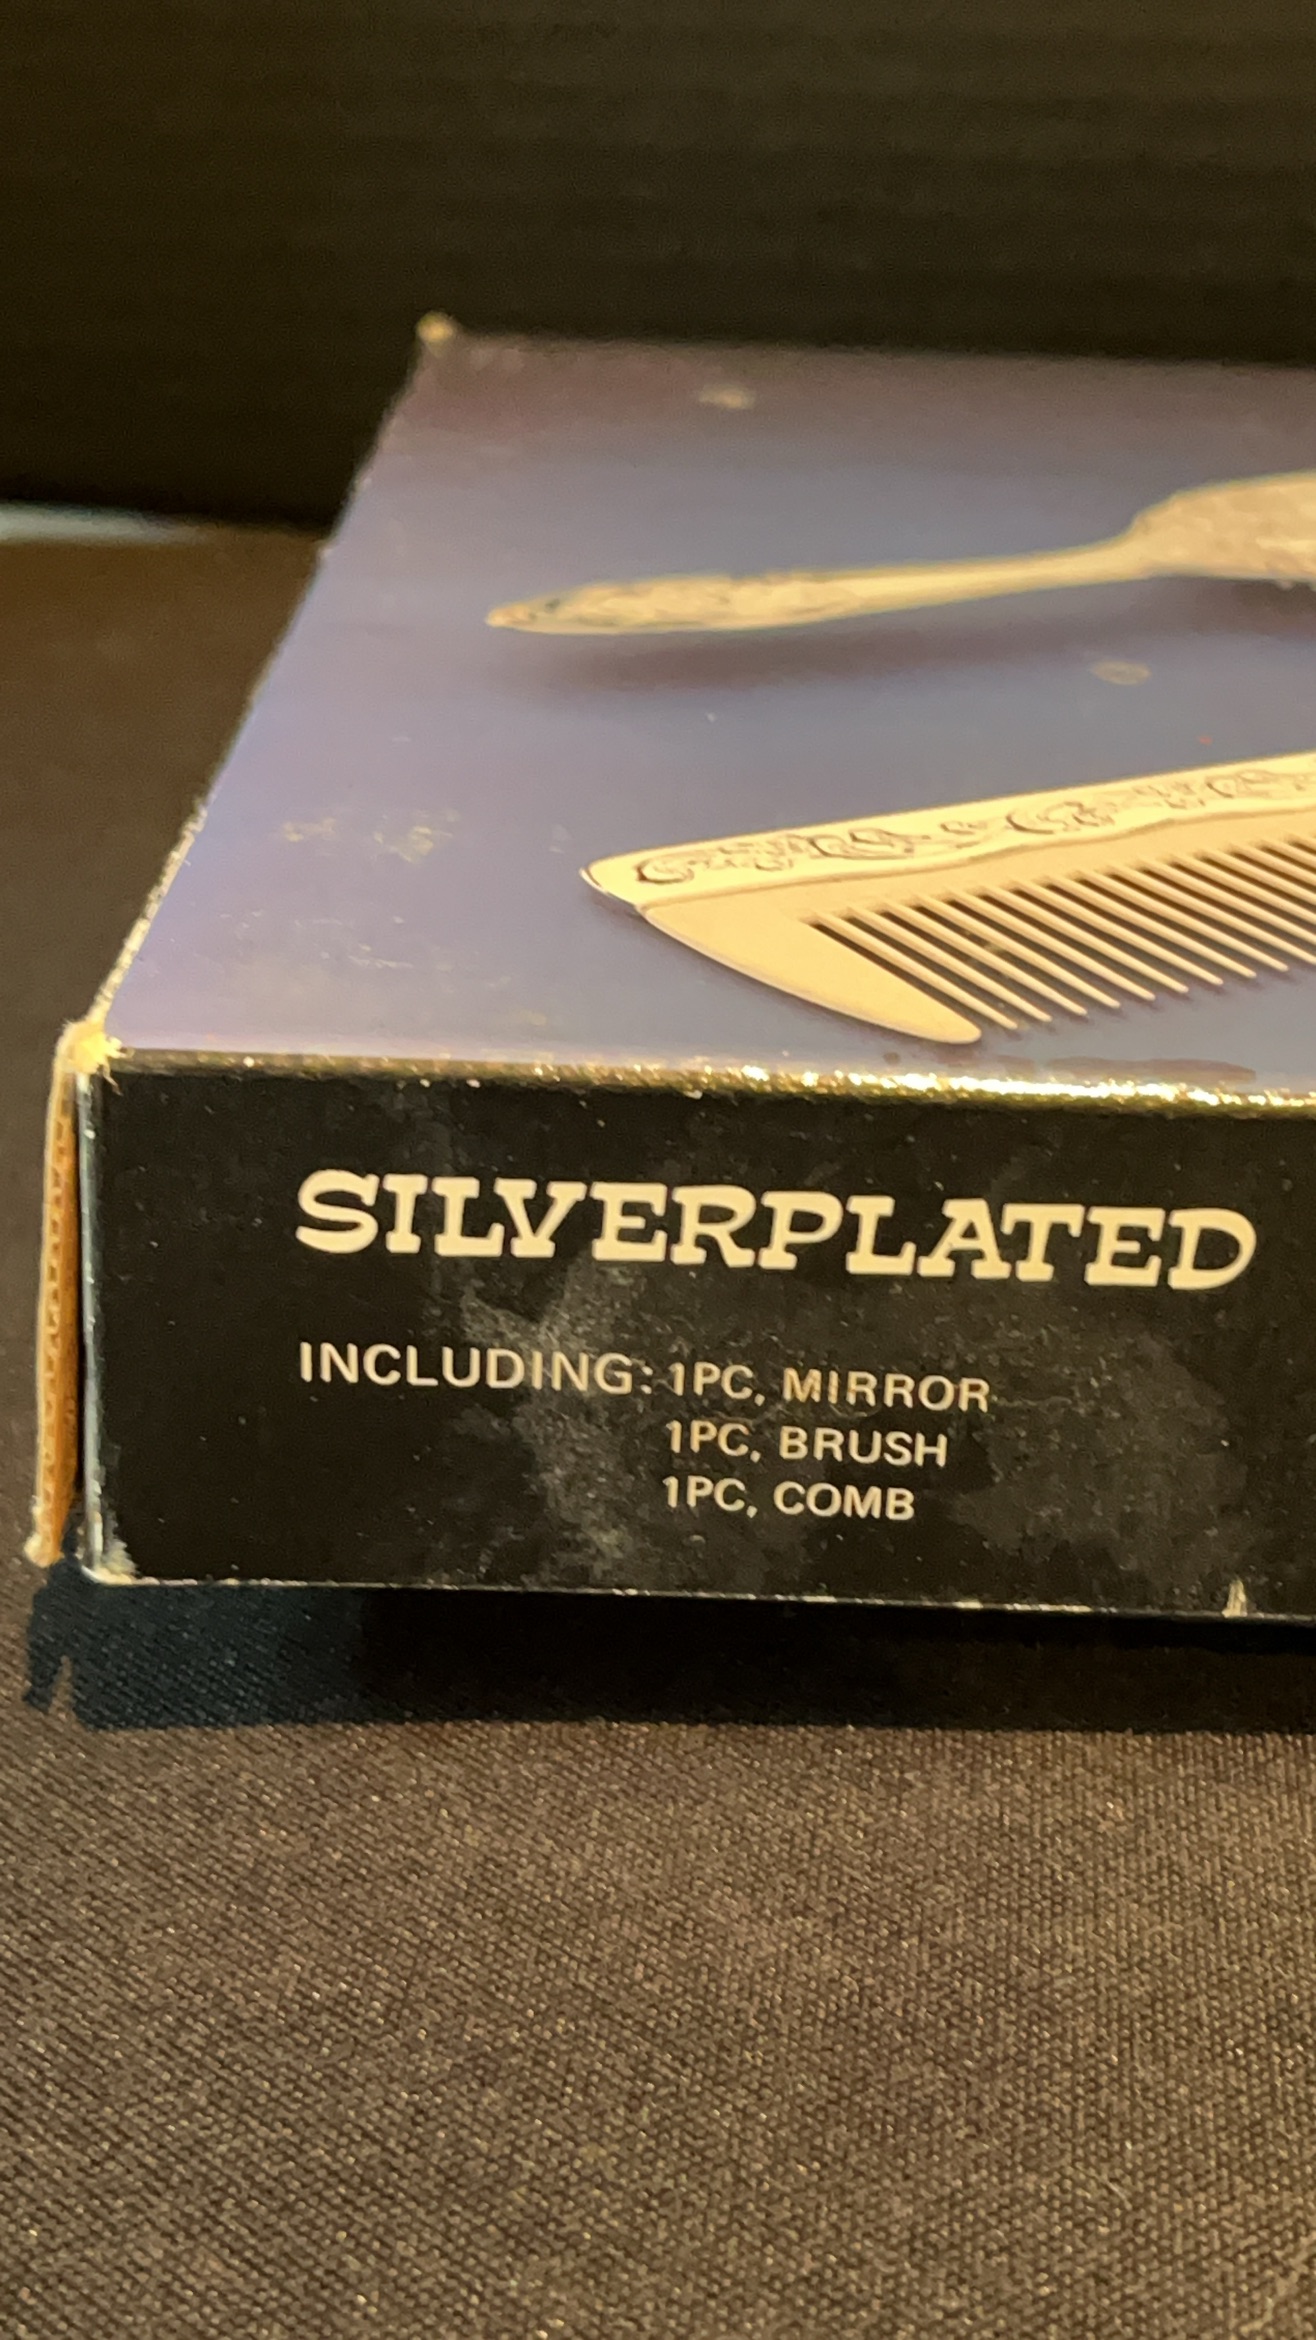 SILVERPLATED
INCLUDING: 1PC, MIRROR
1PC, BRUSH
1PC, COMB